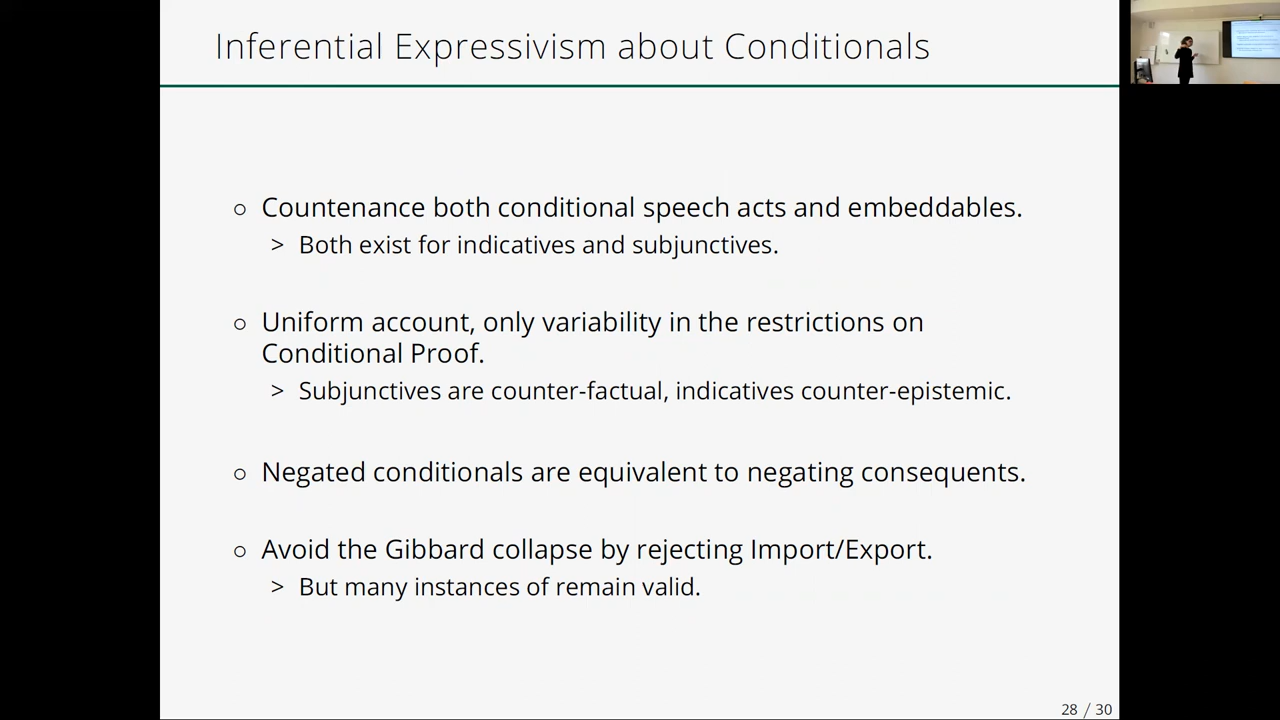 Inferential Expressivism about Conditionals
○ Countenance both conditional speech acts and embeddables.
> Both exist for indicatives and subjunctives.
○ Uniform account, only variability in the restrictions on
Conditional Proof.
> Subjunctives are counter-factual, indicatives counter-epistemic.
○ Negated conditionals are equivalent to negating consequents.
○ Avoid the Gibbard collapse by rejecting Import/Export.
> But many instances of remain valid.
28 / 30